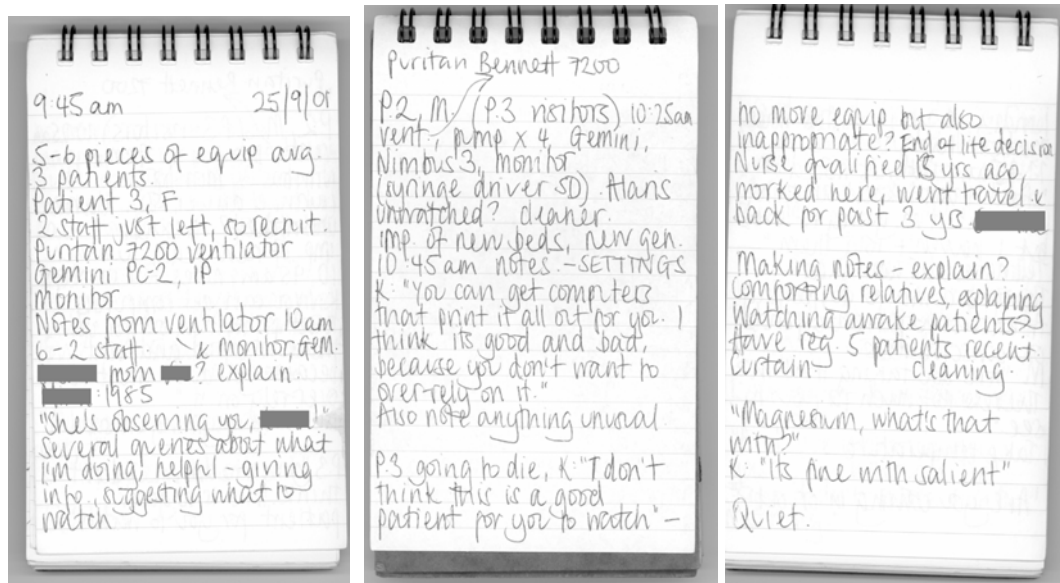 9:45 am 25/9/01
5-6 pieces of equip avg.
3 patients.
Patient 3, F
2 staff just left, so recruit.
Puritan 7200 ventilator
Gemini PC-2, IP
Monitor
Notes from ventilator 10am
6-2 staff. K monitor, Gem.
from ? explain.
: 1985
"She's observing you, !"
Several queries about what
I'm doing! helpful - giving
info, suggesting what to
watch
Puritan Bennett 7200
P.2, M. (P.3 visitors) 10:25am
vent, pump x 4, Gemini,
Nimbus 3, monitor
(syringe driver SD). Alaris
unhatched? cleaner.
imp. of new beds, new gen.
10:45am notes. - SETTINGS
K: "You can get computers
that print it all out for you. I
think its good and bad,
because you don't want to
over-rely on it."
Also note anything unusual.
P.3 going to die, K: "I don't
think this is a good
patient for you to watch" -
no more equip but also
inappropriate? End of life decision
Nurse qualified 15 yrs ago,
worked here, went travel &
back for past 3 yrs.
Making notes - explain?
Comforting relatives, explaining
Watching awake patients?
Have reg. 5 patients recent
curtain. cleaning.
"Magnesium, what's that
with?"
K: "Its fine with salient"
Quiet.